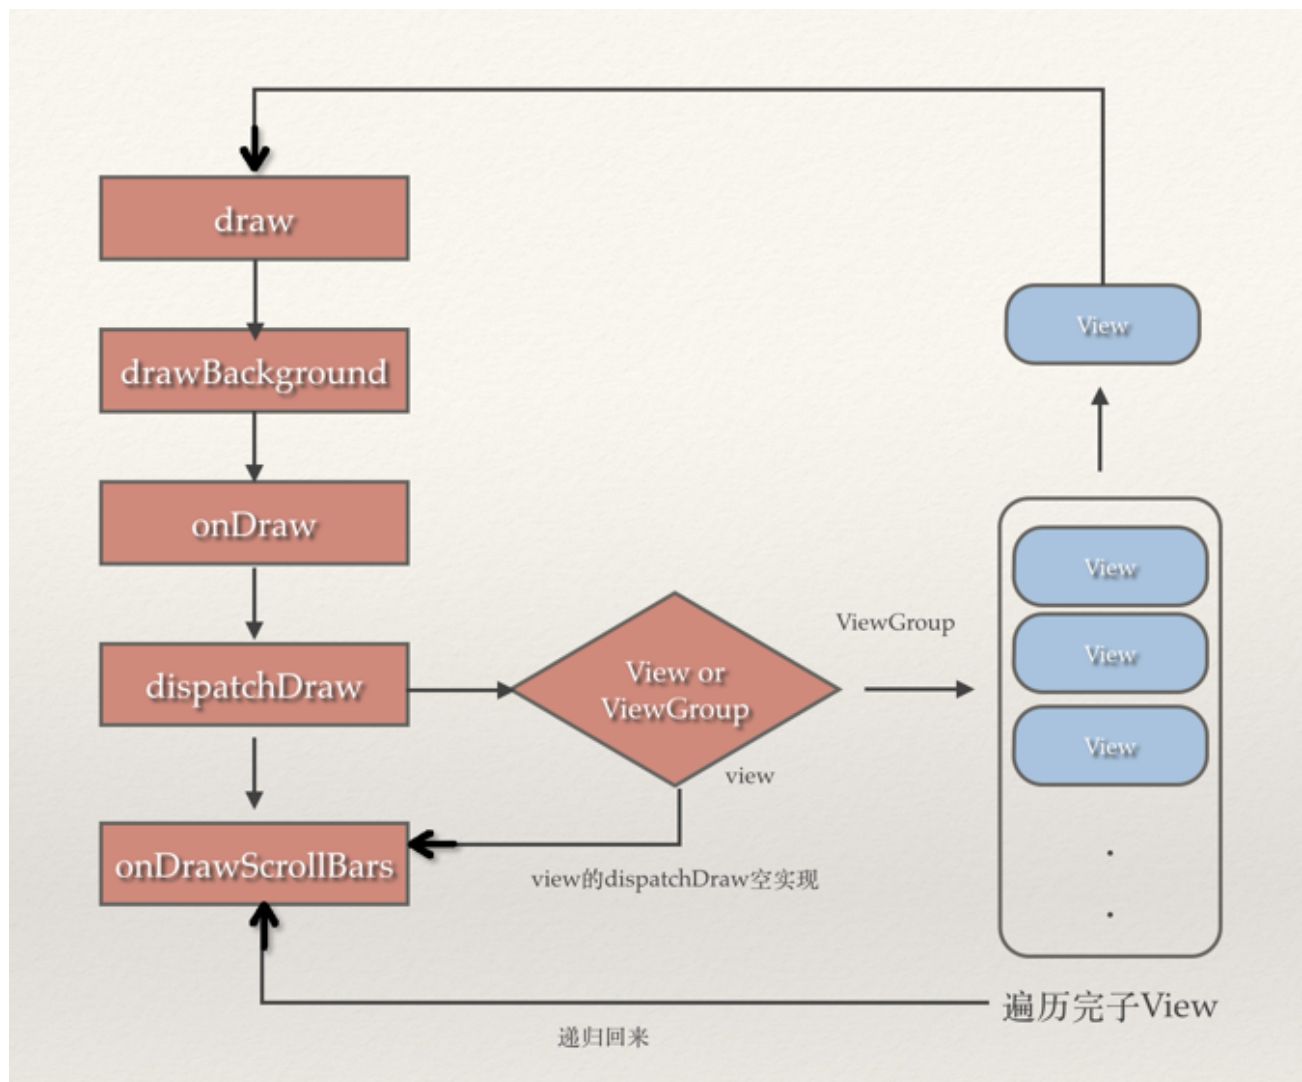 draw
drawBackground
View
onDraw
View
ViewGroup
View
View or
ViewGroup
dispatchDraw
View
view
onDrawScrollBars
view的dispatchDraw空实现
.
.
遍历完子View
递归回来